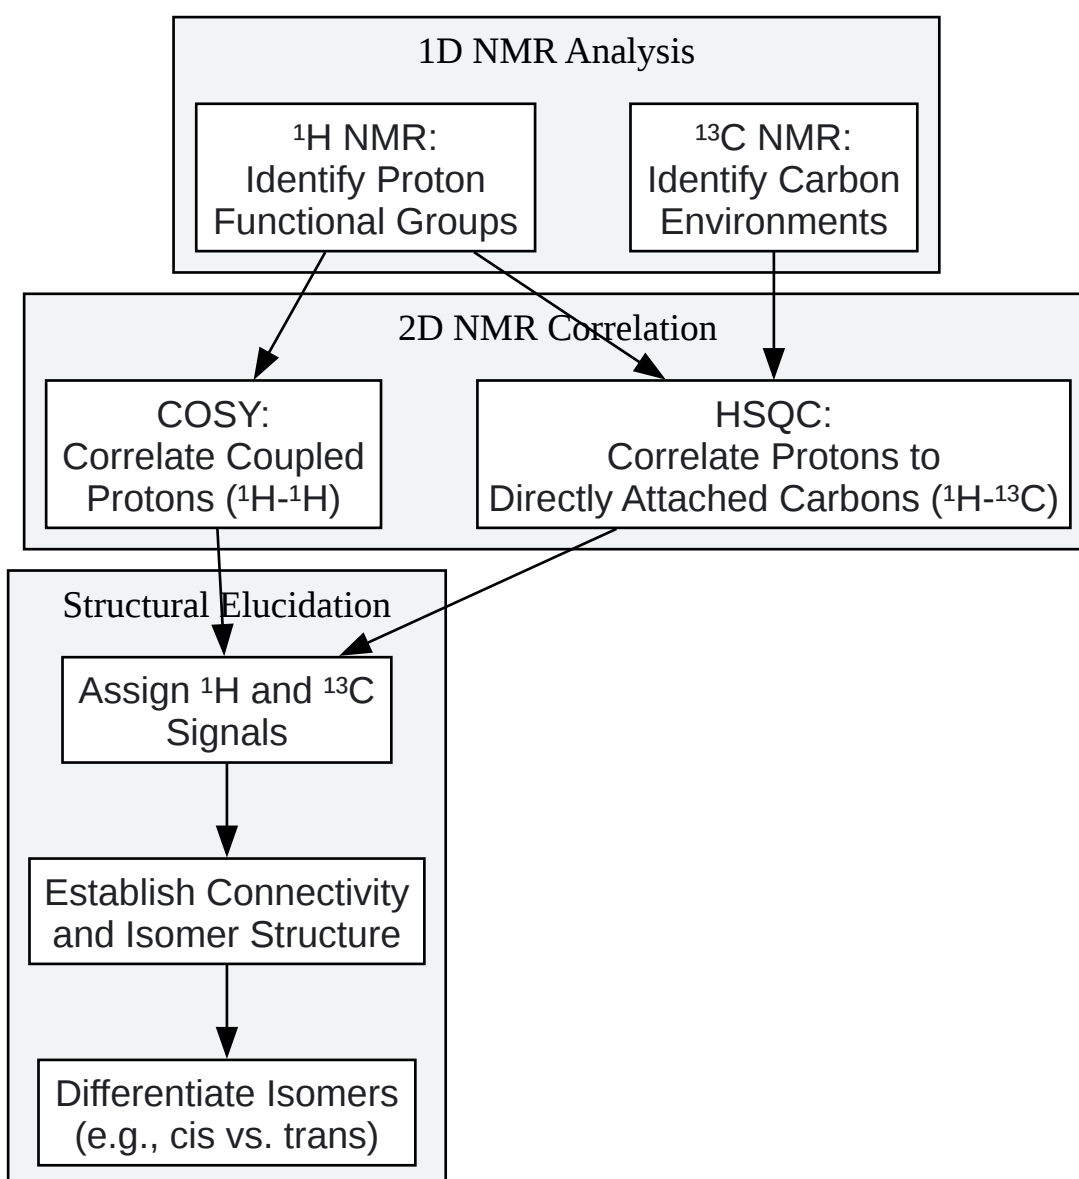 1D NMR Analysis
¹H NMR:
Identify Proton
Functional Groups
¹³C NMR:
Identify Carbon
Environments
2D NMR Correlation
COSY:
Correlate Coupled
Protons (¹H-¹H)
HSQC:
Correlate Protons to
Directly Attached Carbons (¹H-¹³C)
Structural Elucidation
Assign ¹H and ¹³C
Signals
Establish Connectivity
and Isomer Structure
Differentiate Isomers
(e.g., cis vs. trans)